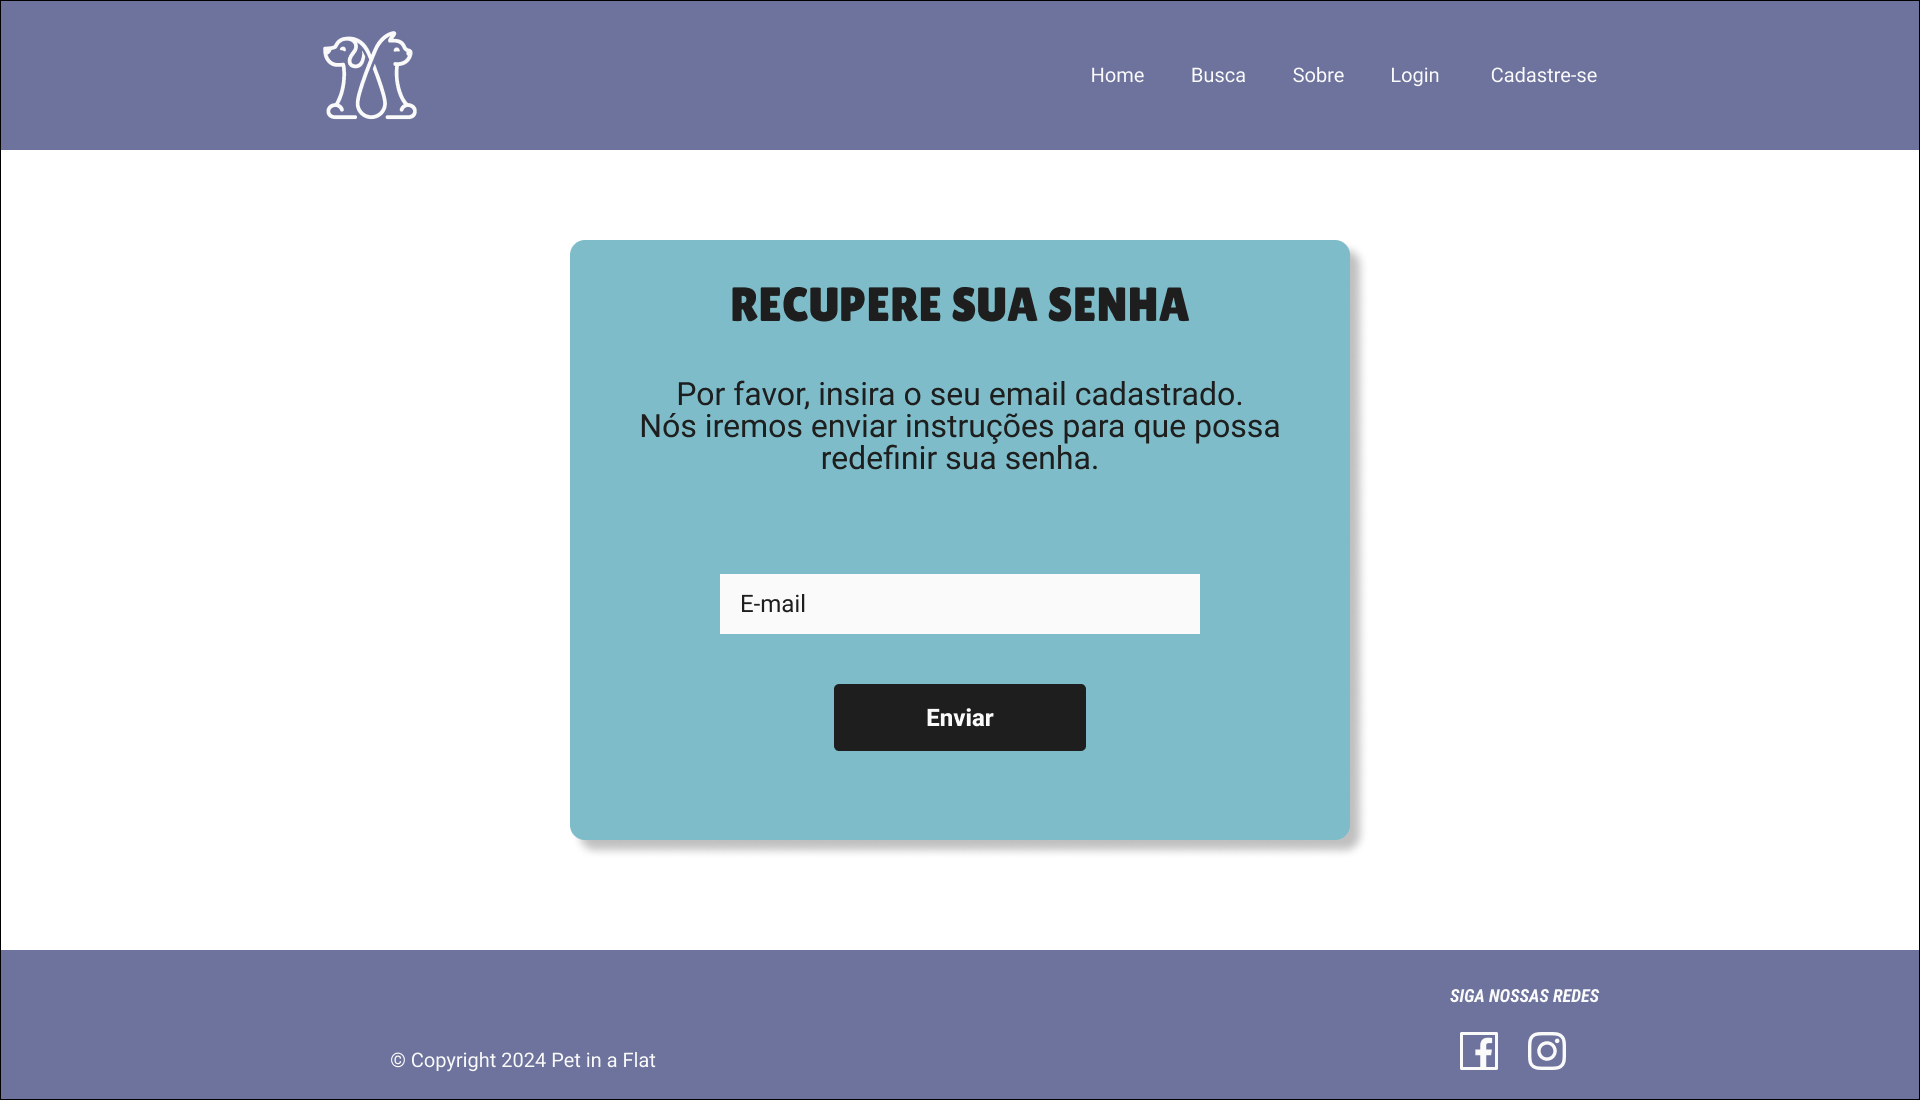 Home Busca Sobre Login Cadastre-se
RECUPERE SUA SENHA
Por favor, insira o seu email cadastrado.
Nós iremos enviar instruções para que possa
redefinir sua senha.
E-mail
Enviar
SIGA NOSSAS REDES
© Copyright 2024 Pet in a Flat